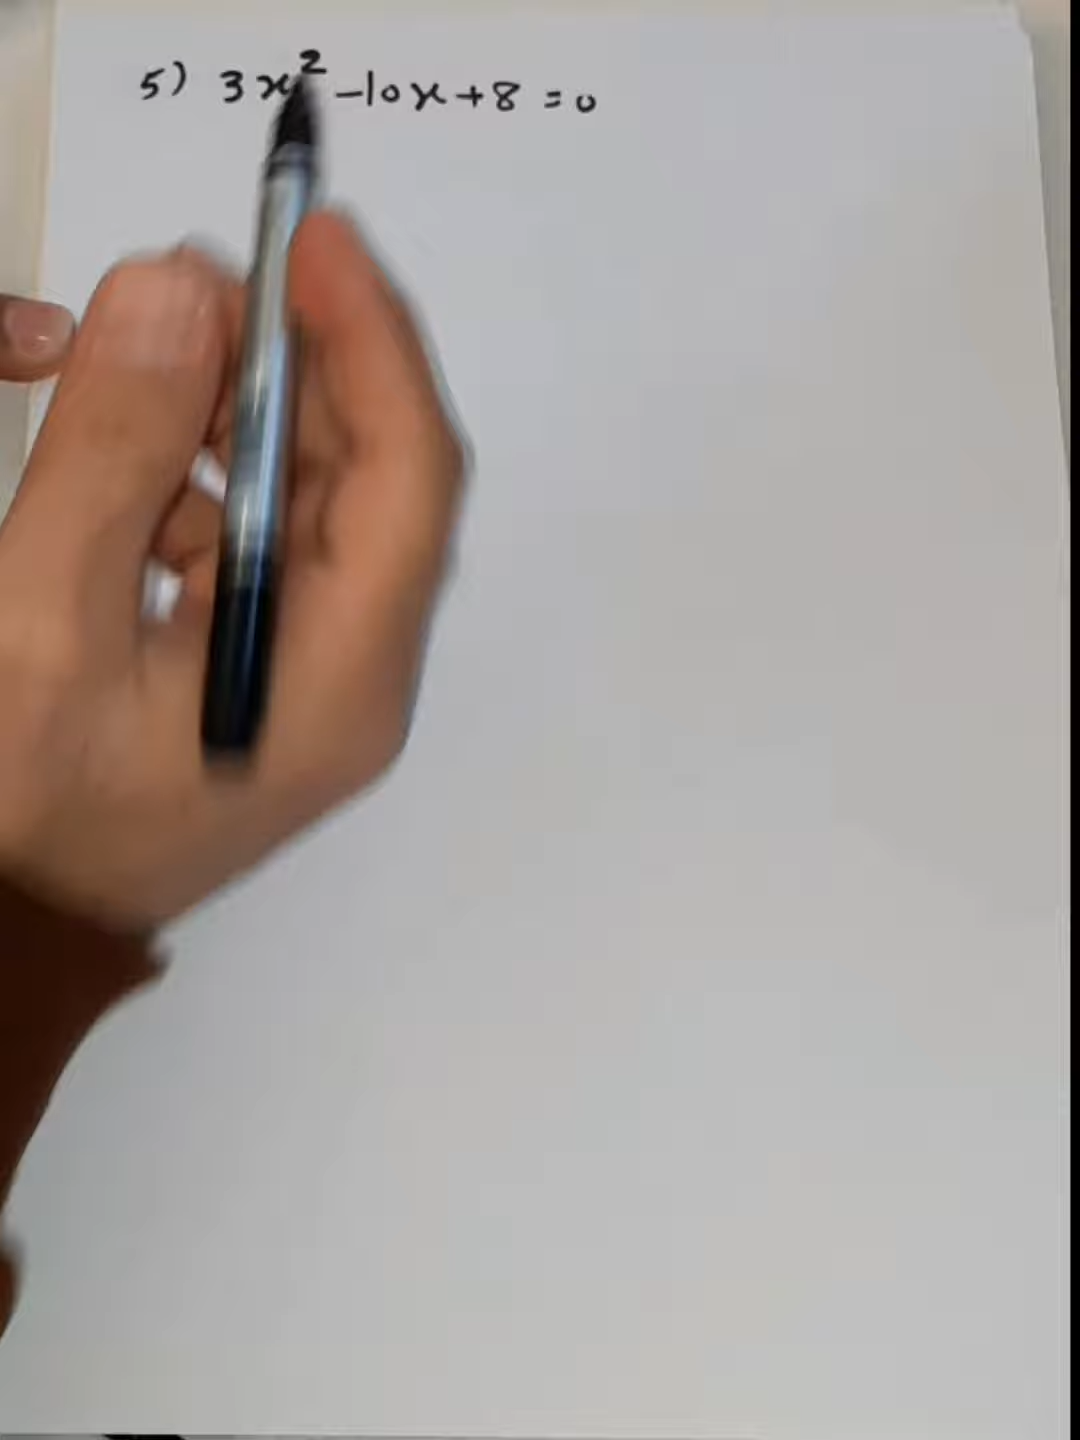 5) 3x² -10x + 8 = 0